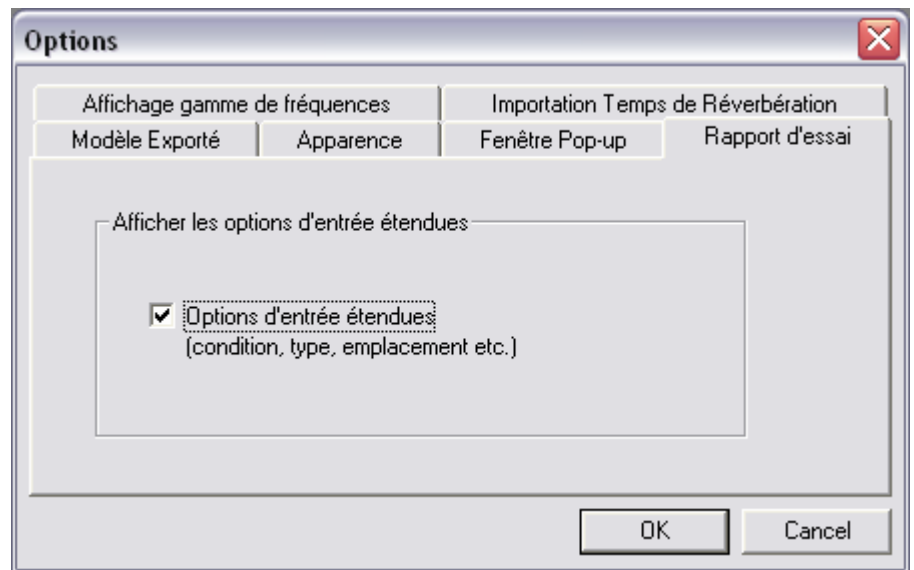 Options
Affichage gamme de fréquences
Importation Temps de Réverbération
Modèle Exporté
Apparence
Fenêtre Pop-up
Rapport d'essai
Afficher les options d'entrée étendues
Options d'entrée étendues
(condition, type, emplacement etc.)
OK
Cancel